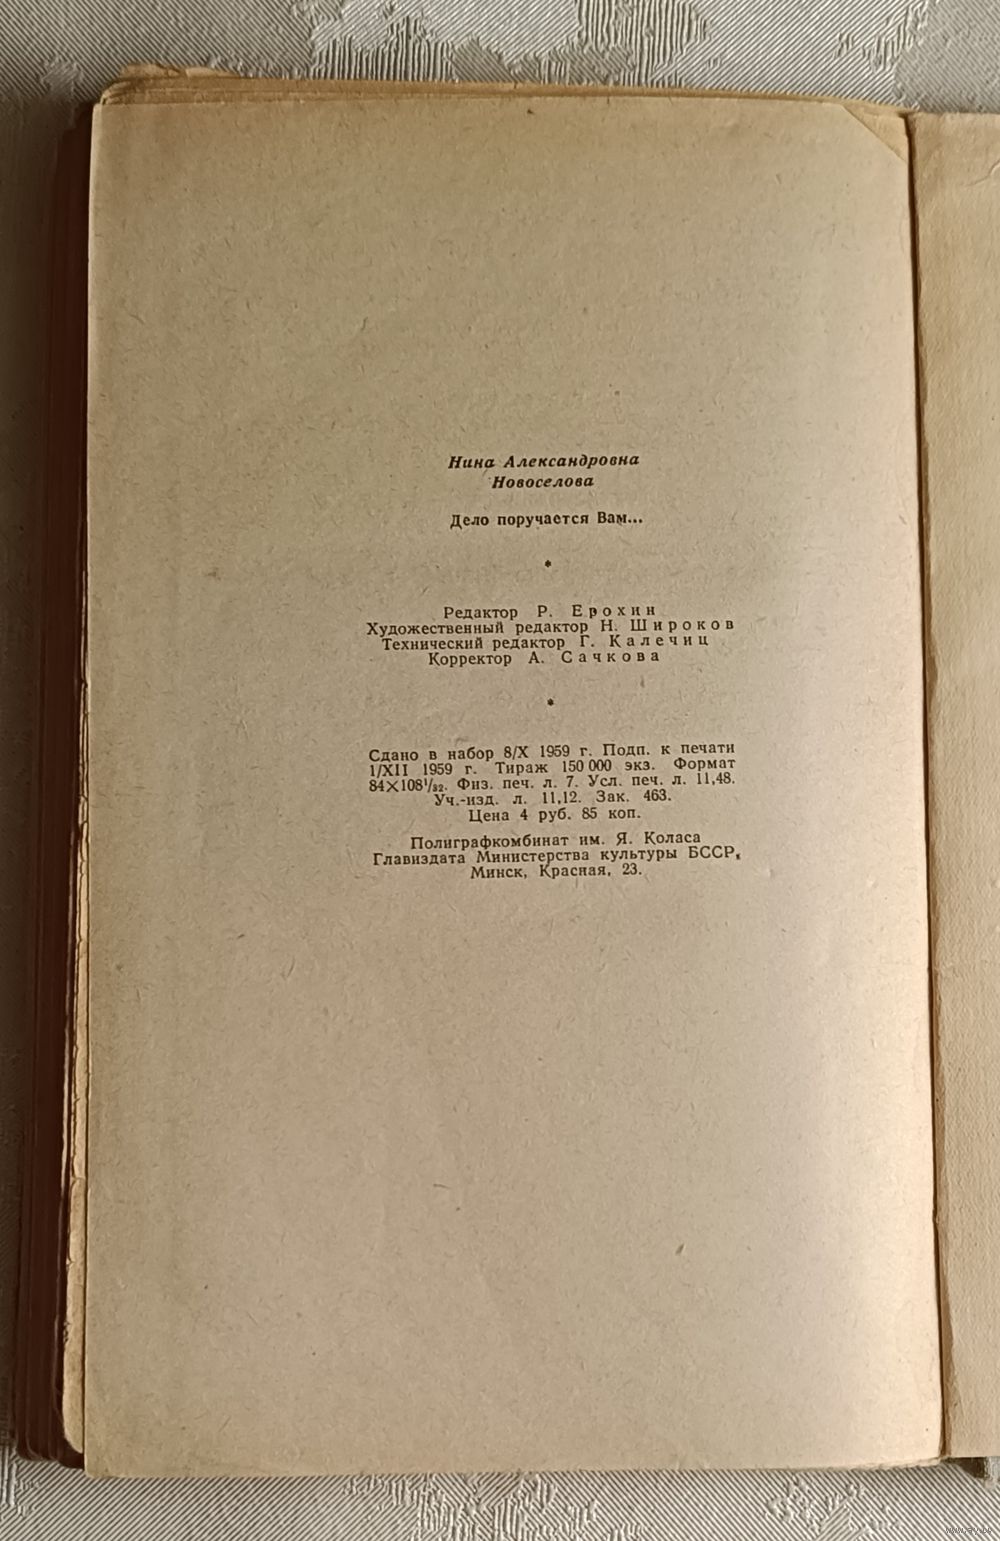 Нина Александровна
Новоселова
Дело поручается Вам...
*
Редактор Р. Ерохин
Художественный редактор Н. Широков
Технический редактор Г. Калечиц
Корректор А. Сачкова
*
Сдано в набор 8/X 1959 г. Подп. к печати
1/XII 1959 г. Тираж 150 000 экз. Формат
84×108¹/₃₂. Физ. печ. л. 7. Усл. печ. л. 11,48.
Уч.-изд. л. 11,12. Зак. 463.
Цена 4 руб. 85 коп.
Полиграфкомбинат им. Я. Коласа
Главиздата Министерства культуры БССР,
Минск, Красная, 23.